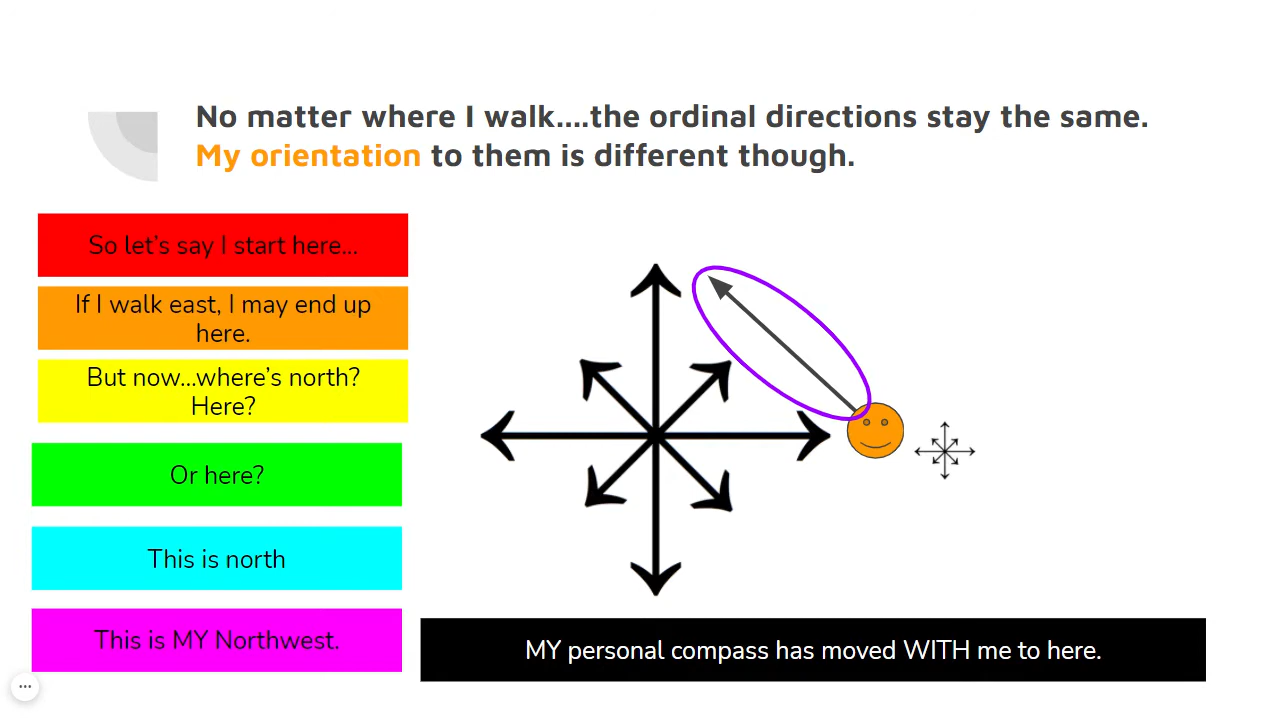 No matter where I walk....the ordinal directions stay the same.
My orientation to them is different though.
So let's say I start here...
If I walk east, I may end up
here.
But now...where's north?
Here?
Or here?
This is north
This is MY Northwest.
MY personal compass has moved WITH me to here.